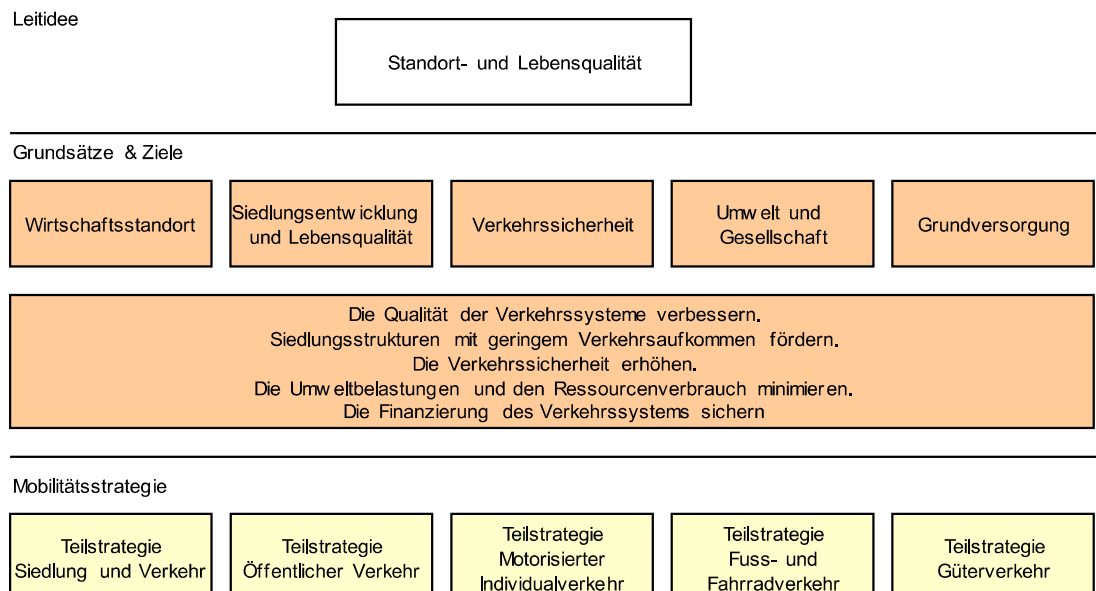 Leitidee
Standort- und Lebensqualität
Grundsätze & Ziele
Wirtschaftsstandort
Siedlungsentwicklung
und Lebensqualität
Verkehrssicherheit
Umwelt und
Gesellschaft
Grundversorgung
Die Qualität der Verkehrssysteme verbessern.
Siedlungsstrukturen mit geringem Verkehrsaufkommen fördern.
Die Verkehrssicherheit erhöhen.
Die Umweltbelastungen und den Ressourcenverbrauch minimieren.
Die Finanzierung des Verkehrssystems sichern
Mobilitätsstrategie
Teilstrategie
Siedlung und Verkehr
Teilstrategie
Öffentlicher Verkehr
Teilstrategie
Motorisierter
Individualverkehr
Teilstrategie
Fuss- und
Fahrradverkehr
Teilstrategie
Güterverkehr